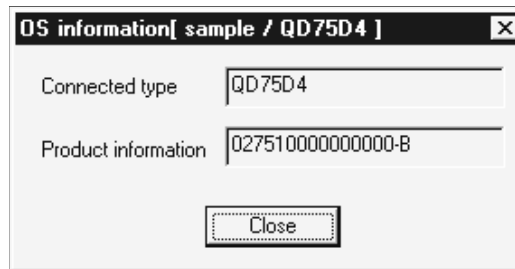 OS information[ sample / QD75D4 ]
Connected type QD75D4
Product information 027510000000000-B
Close